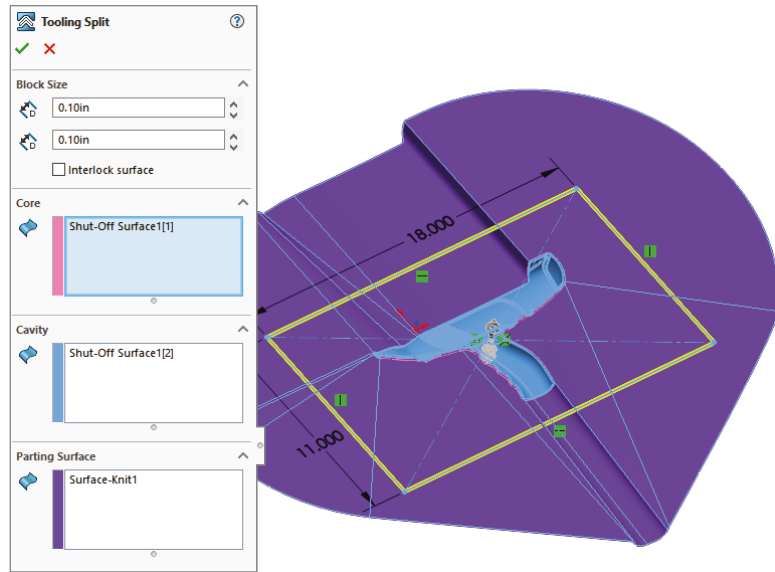 Tooling Split
Block Size
0.10in
0.10in
Interlock surface
Core
Shut-Off Surface1[1]
Cavity
Shut-Off Surface1[2]
Parting Surface
Surface-Knit1
18.000
11.000